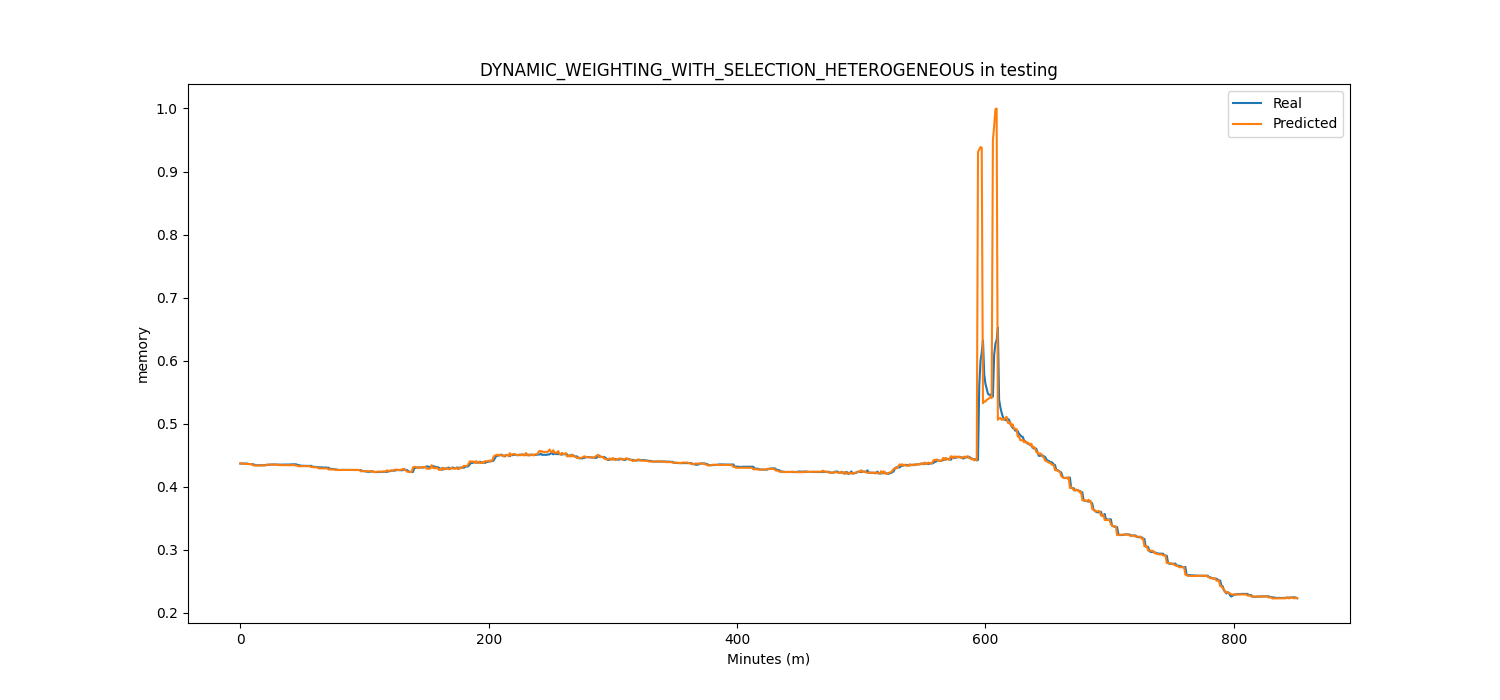 DYNAMIC_WEIGHTING_WITH_SELECTION_HETEROGENEOUS in testing
Real
Predicted
1.0
0.9
0.8
0.7
0.6
0.5
0.4
0.3
0.2
memory
0
200
400
600
800
Minutes (m)